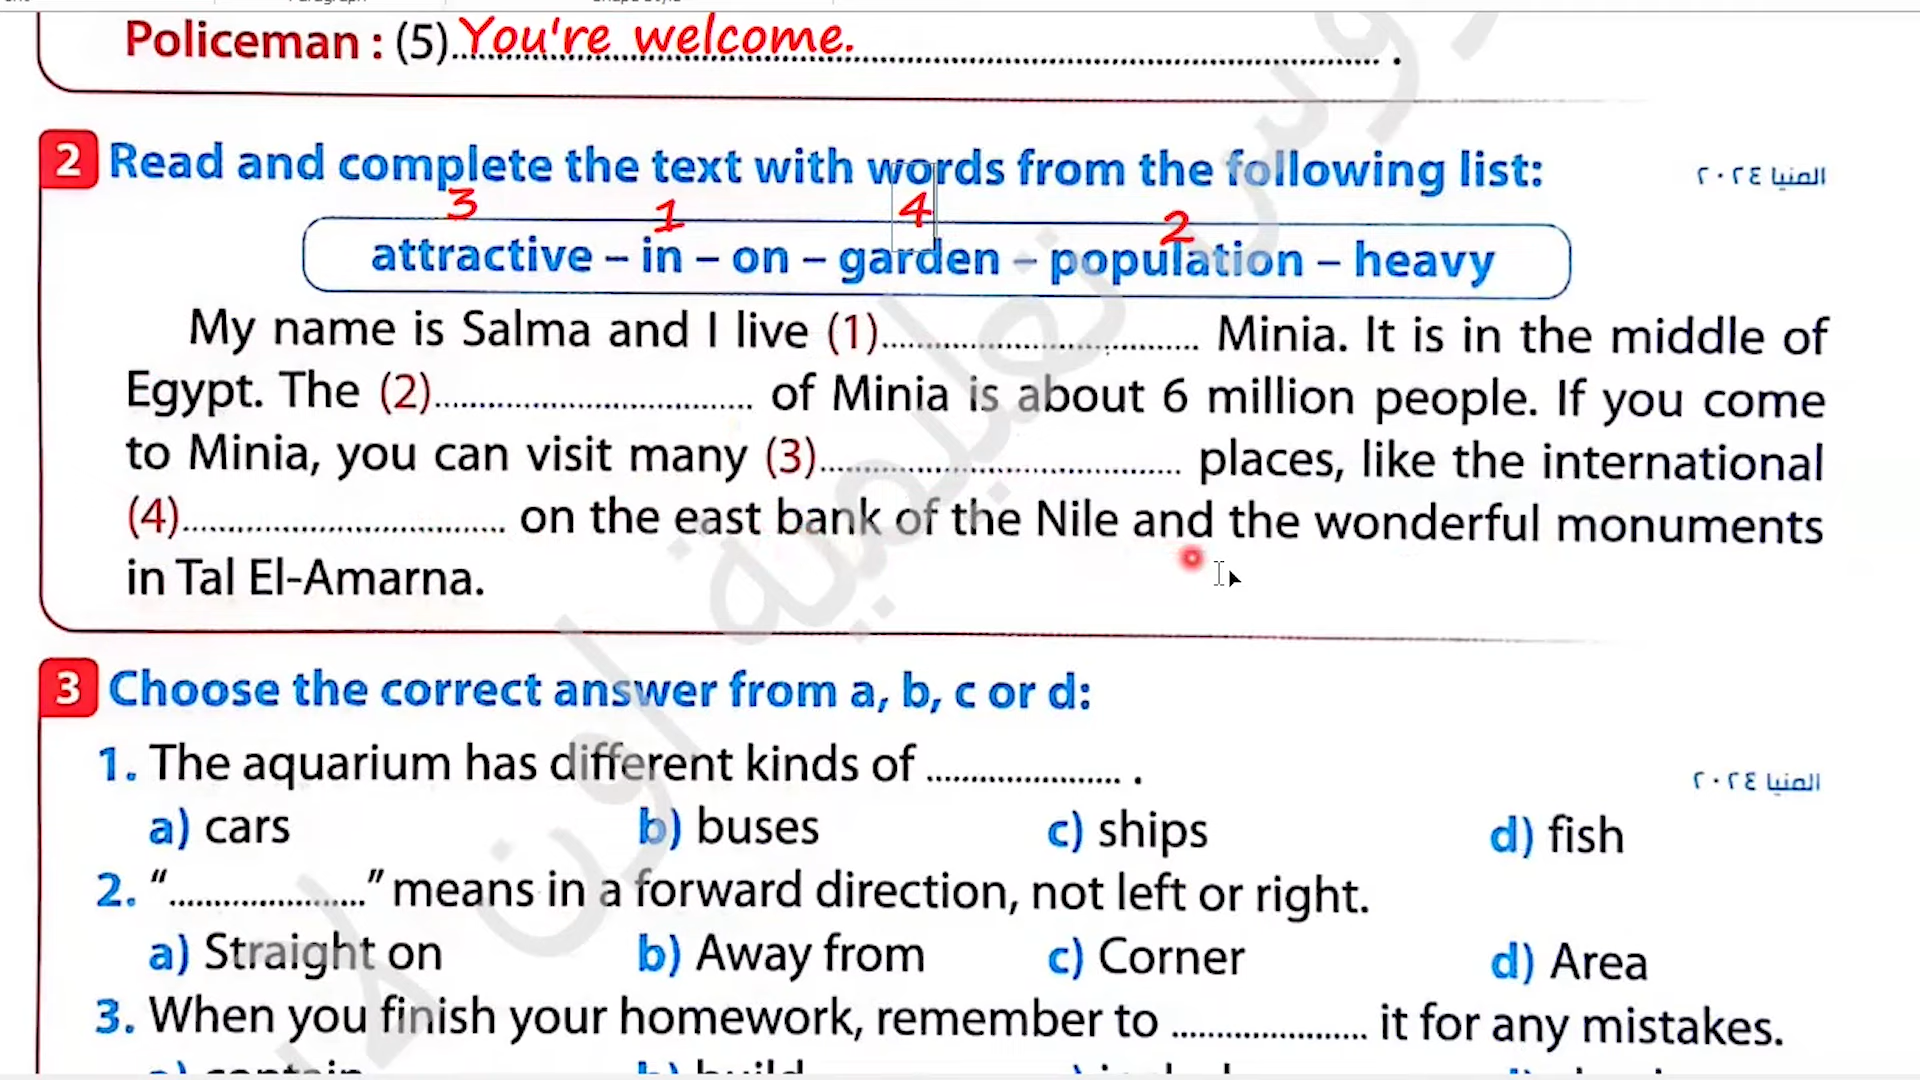 Policeman : (5) You're welcome. .
2 Read and complete the text with words from the following list: المنيا ٢٠٢٤
3 1 4 2
attractive – in – on – garden – population – heavy
My name is Salma and I live (1).................................. Minia. It is in the middle of
Egypt. The (2).................................. of Minia is about 6 million people. If you come
to Minia, you can visit many (3).................................. places, like the international
(4).................................. on the east bank of the Nile and the wonderful monuments
in Tal El-Amarna.
3 Choose the correct answer from a, b, c or d:
1. The aquarium has different kinds of ...................... . المنيا ٢٠٢٤
a) cars b) buses c) ships d) fish
2. “......................” means in a forward direction, not left or right.
a) Straight on b) Away from c) Corner d) Area
3. When you finish your homework, remember to ...................... it for any mistakes.